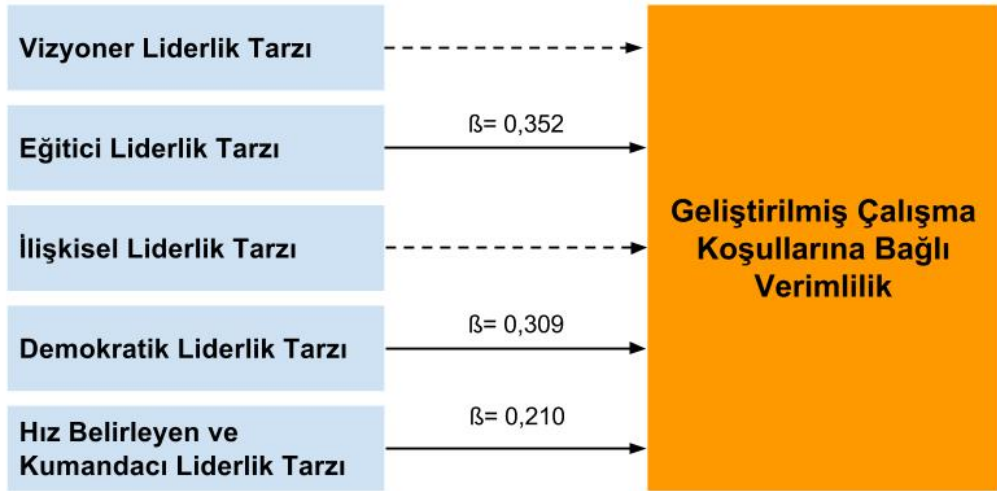 Vizyoner Liderlik Tarzı
Eğitici Liderlik Tarzı
ß= 0,352
İlişkisel Liderlik Tarzı
Demokratik Liderlik Tarzı
ß= 0,309
Hız Belirleyen ve
Kumandacı Liderlik Tarzı
ß= 0,210
Geliştirilmiş Çalışma
Koşullarına Bağlı
Verimlilik